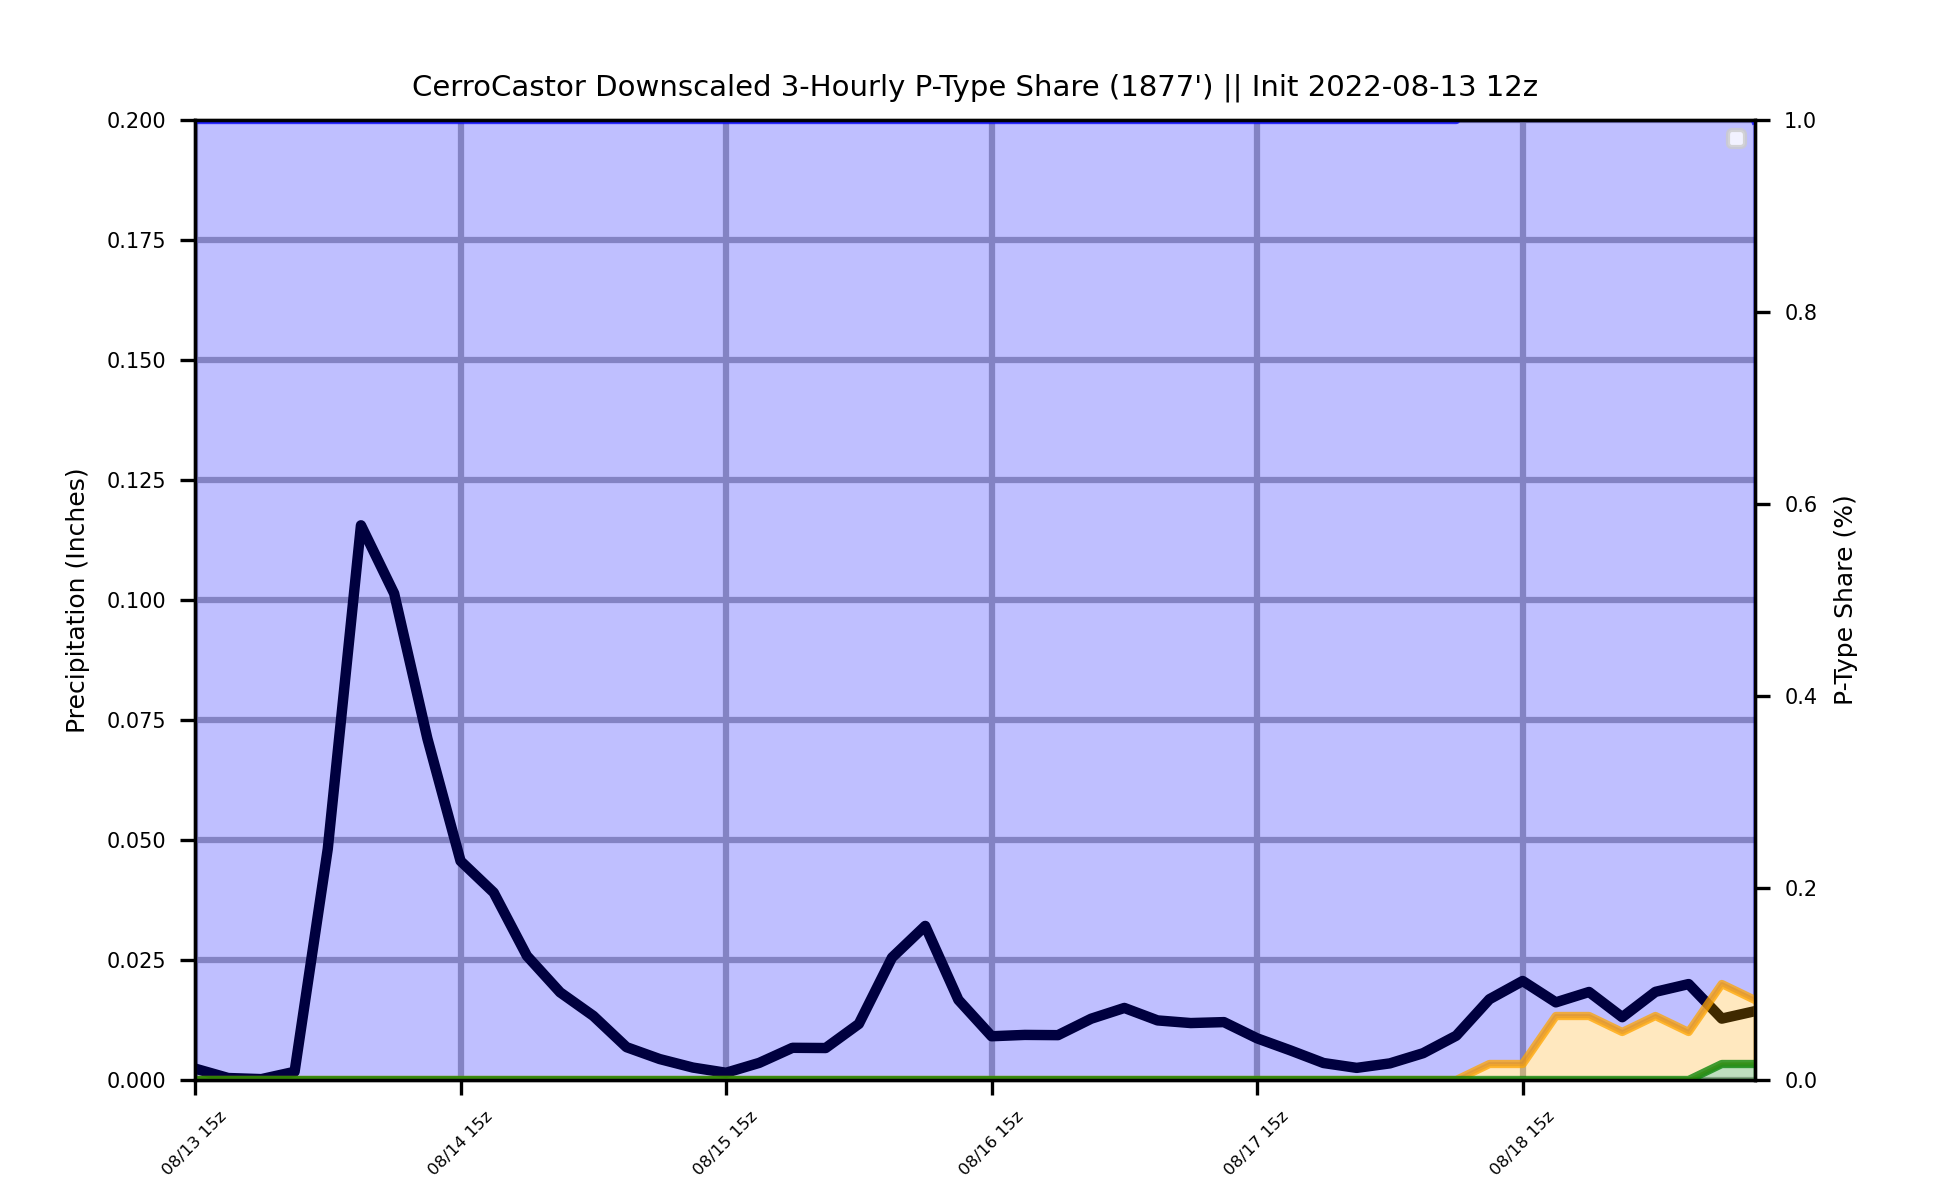 CerroCastor Downscaled 3-Hourly P-Type Share (1877') || Init 2022-08-13 12z
0.200
0.175
0.150
0.125
0.100
0.075
0.050
0.025
0.000
Precipitation (Inches)
1.0
0.8
0.6
0.4
0.2
0.0
P-Type Share (%)
08/13 15z
08/14 15z
08/15 15z
08/16 15z
08/17 15z
08/18 15z